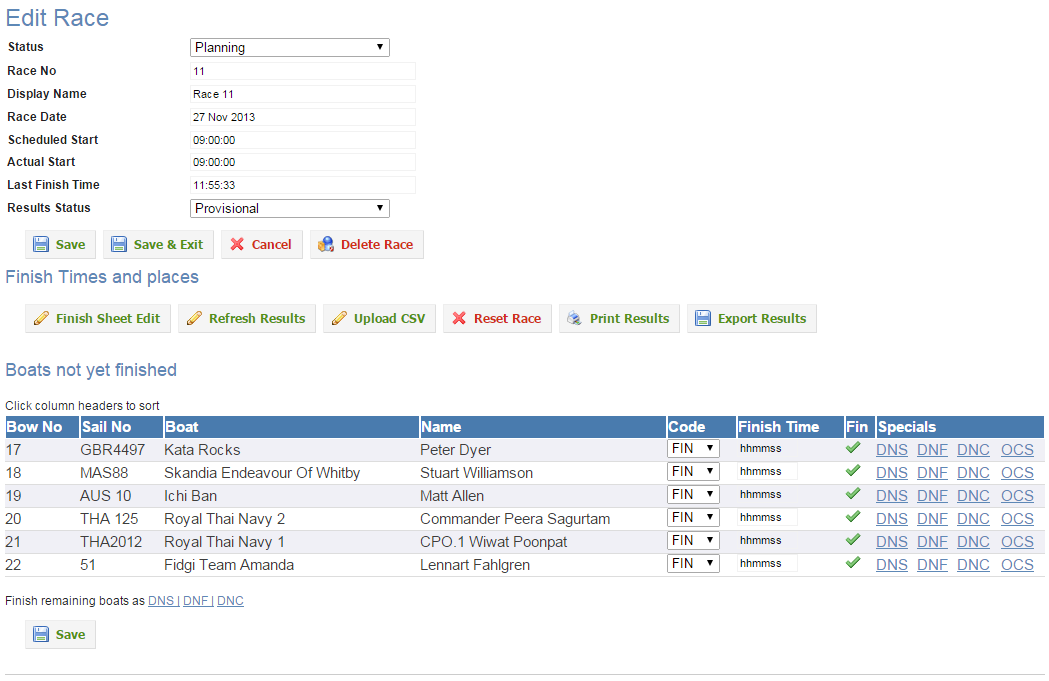 Edit Race
Status Planning
Race No 11
Display Name Race 11
Race Date 27 Nov 2013
Scheduled Start 09:00:00
Actual Start 09:00:00
Last Finish Time 11:55:33
Results Status Provisional
Save Save & Exit Cancel Delete Race
Finish Times and places
Finish Sheet Edit Refresh Results Upload CSV Reset Race Print Results Export Results
Boats not yet finished
Click column headers to sort
Bow No Sail No Boat Name Code Finish Time Fin Specials
17 GBR4497 Kata Rocks Peter Dyer FIN hhmmss DNS DNF DNC OCS
18 MAS88 Skandia Endeavour Of Whitby Stuart Williamson FIN hhmmss DNS DNF DNC OCS
19 AUS 10 Ichi Ban Matt Allen FIN hhmmss DNS DNF DNC OCS
20 THA 125 Royal Thai Navy 2 Commander Peera Sagurtam FIN hhmmss DNS DNF DNC OCS
21 THA2012 Royal Thai Navy 1 CPO.1 Wiwat Poonpat FIN hhmmss DNS DNF DNC OCS
22 51 Fidgi Team Amanda Lennart Fahlgren FIN hhmmss DNS DNF DNC OCS
Finish remaining boats as DNS | DNF | DNC
Save